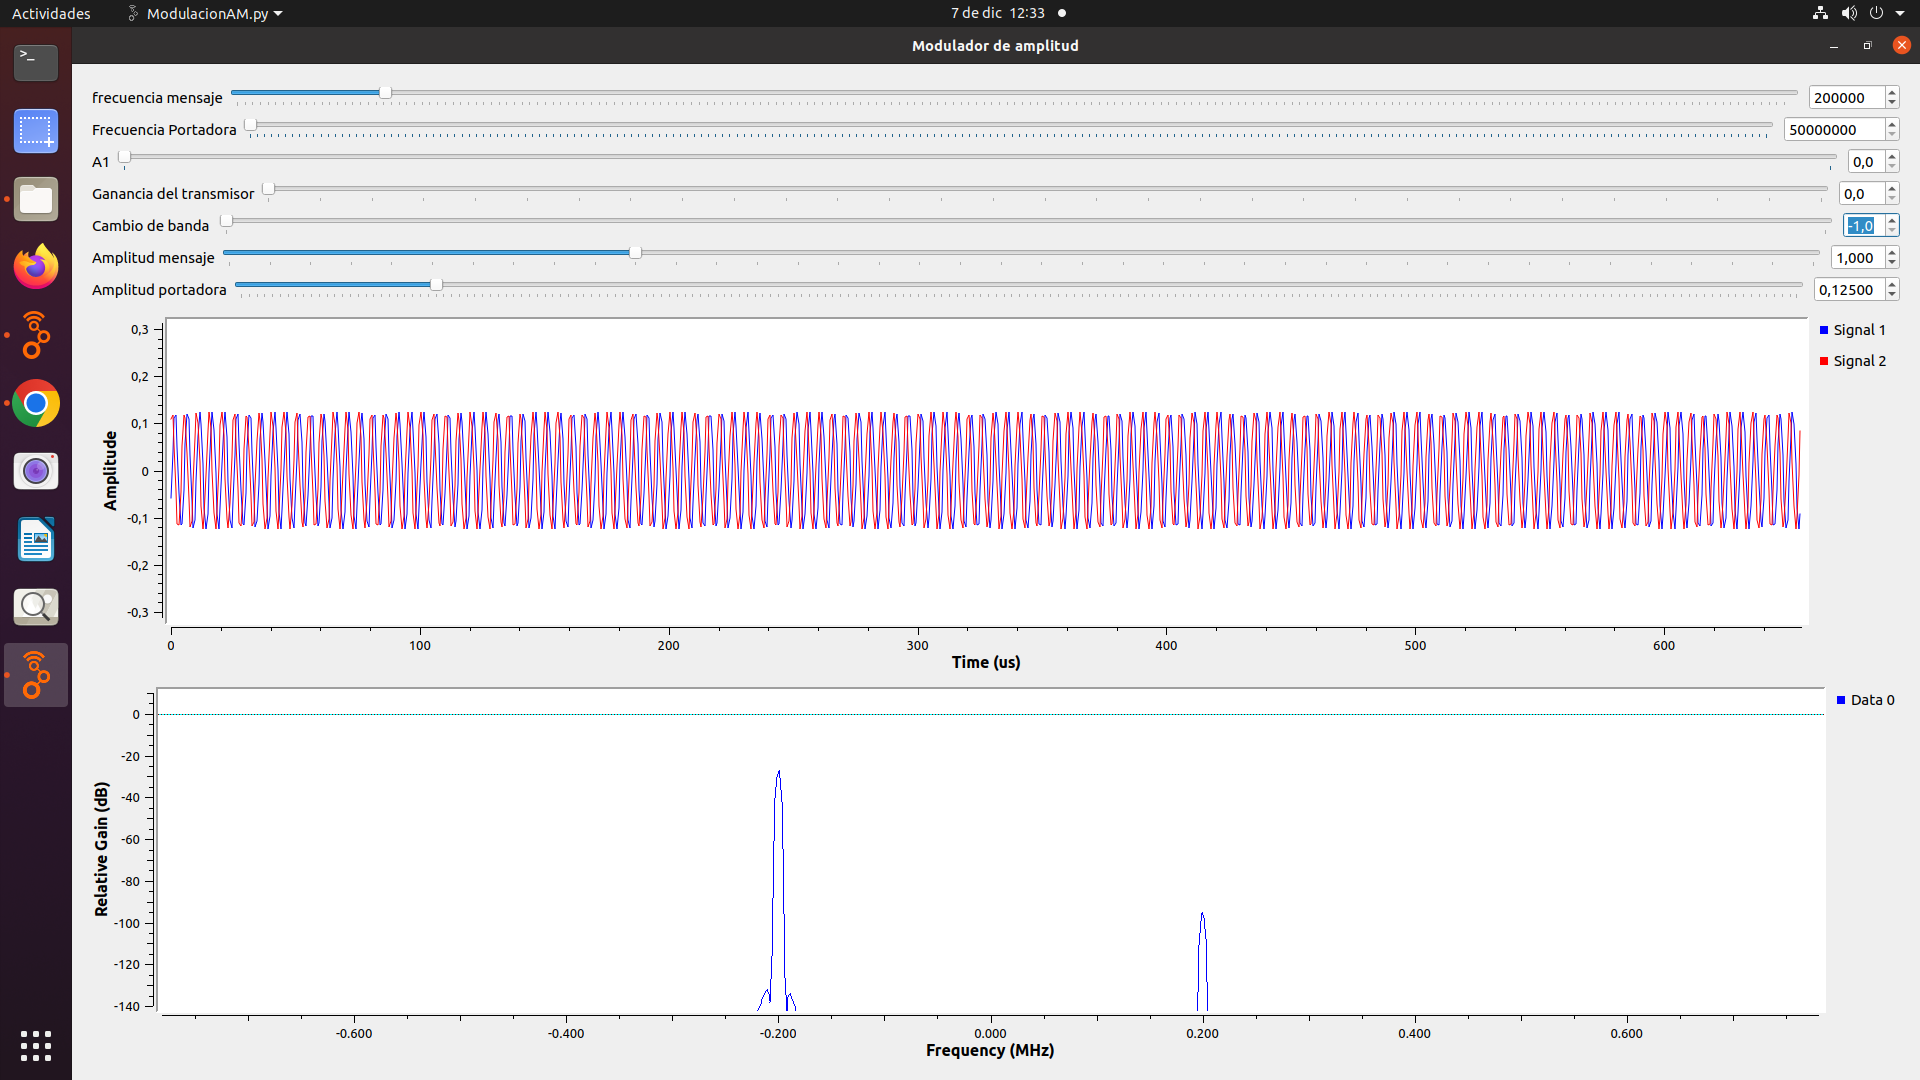 Actividades ModulacionAM.py 7 de dic 12:33
Modulador de amplitud
>_
frecuencia mensaje 200000
Frecuencia Portadora 50000000
A1 0,0
Ganancia del transmisor 0,0
Cambio de banda -1,0
Amplitud mensaje 1,000
Amplitud portadora 0,12500
Amplitude
0,3
0,2
0,1
0
-0,1
-0,2
-0,3
0 100 200 300 400 500 600
Time (us)
Signal 1
Signal 2
Relative Gain (dB)
0
-20
-40
-60
-80
-100
-120
-140
-0.600 -0.400 -0.200 0.000 0.200 0.400 0.600
Frequency (MHz)
Data 0